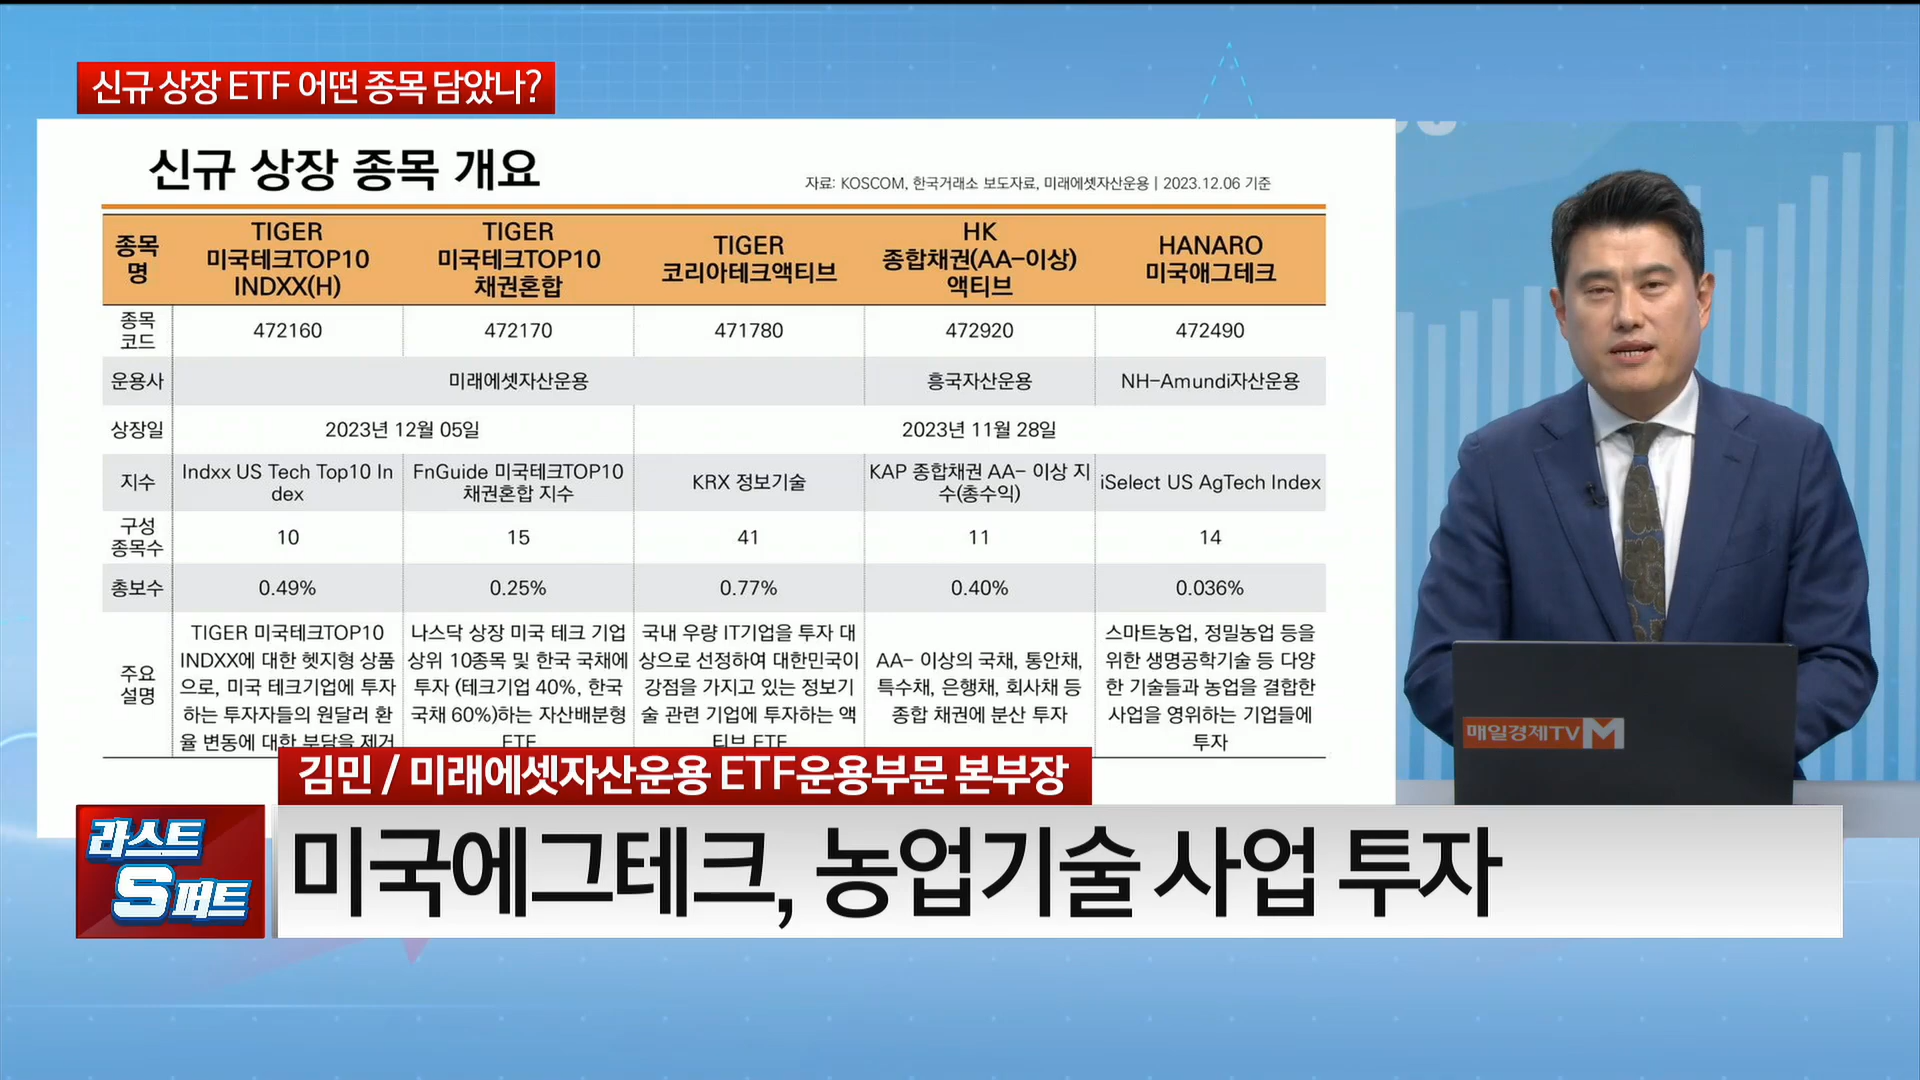 신규 상장 ETF 어떤 종목 담았나?
신규 상장 종목 개요
자료: KOSCOM, 한국거래소 보도자료, 미래에셋자산운용 | 2023.12.06 기준
종목
명
TIGER
미국테크TOP10
INDXX(H)
TIGER
미국테크TOP10
채권혼합
TIGER
코리아테크액티브
HK
종합채권(AA-이상)
액티브
HANARO
미국애그테크
종목
코드
472160
472170
471780
472920
472490
운용사
미래에셋자산운용
흥국자산운용
NH-Amundi자산운용
상장일
2023년 12월 05일
2023년 11월 28일
지수
Indxx US Tech Top10 In
dex
FnGuide 미국테크TOP10
채권혼합 지수
KRX 정보기술
KAP 종합채권 AA- 이상 지
수(총수익)
iSelect US AgTech Index
구성
종목수
10
15
41
11
14
총보수
0.49%
0.25%
0.77%
0.40%
0.036%
주요
설명
TIGER 미국테크TOP10
INDXX에 대한 헷지형 상품
으로, 미국 테크기업에 투자
하는 투자자들의 원달러 환
율 변동에 대한 부담을 제거
나스닥 상장 미국 테크 기업
상위 10종목 및 한국 국채에
투자 (테크기업 40%, 한국
국채 60%)하는 자산배분형
ETF
국내 우량 IT기업을 투자 대
상으로 선정하여 대한민국이
강점을 가지고 있는 정보기
술 관련 기업에 투자하는 액
티브 ETF
AA- 이상의 국채, 통안채,
특수채, 은행채, 회사채 등
종합 채권에 분산 투자
스마트농업, 정밀농업 등을
위한 생명공학기술 등 다양
한 기술들과 농업을 결합한
사업을 영위하는 기업들에
투자
매일경제TV M
김민 / 미래에셋자산운용 ETF운용부문 본부장
라스트
S퍼트
미국에그테크, 농업기술 사업 투자